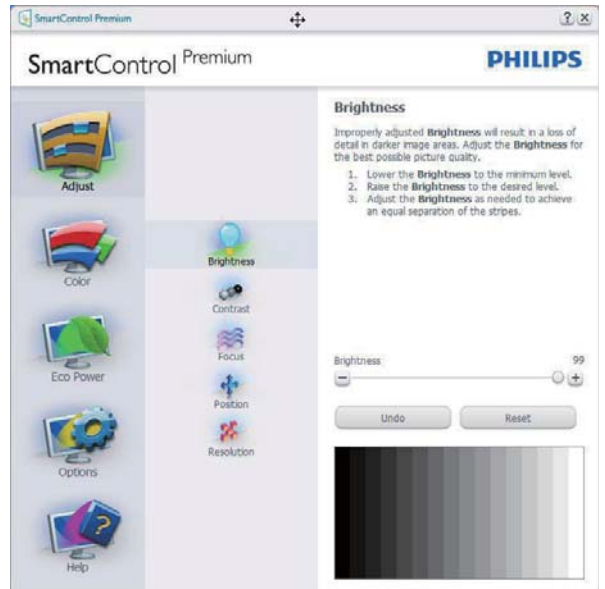 SmartControl Premium
? x
SmartControl Premium
PHILIPS
Adjust
Color
Eco Power
Options
Help
Brightness
Contrast
Focus
Position
Resolution
Brightness
Improperly adjusted Brightness will result in a loss of
detail in darker image areas. Adjust the Brightness for
the best possible picture quality.
1. Lower the Brightness to the minimum level.
2. Raise the Brightness to the desired level.
3. Adjust the Brightness as needed to achieve
an equal separation of the stripes.
Brightness 99
Undo Reset